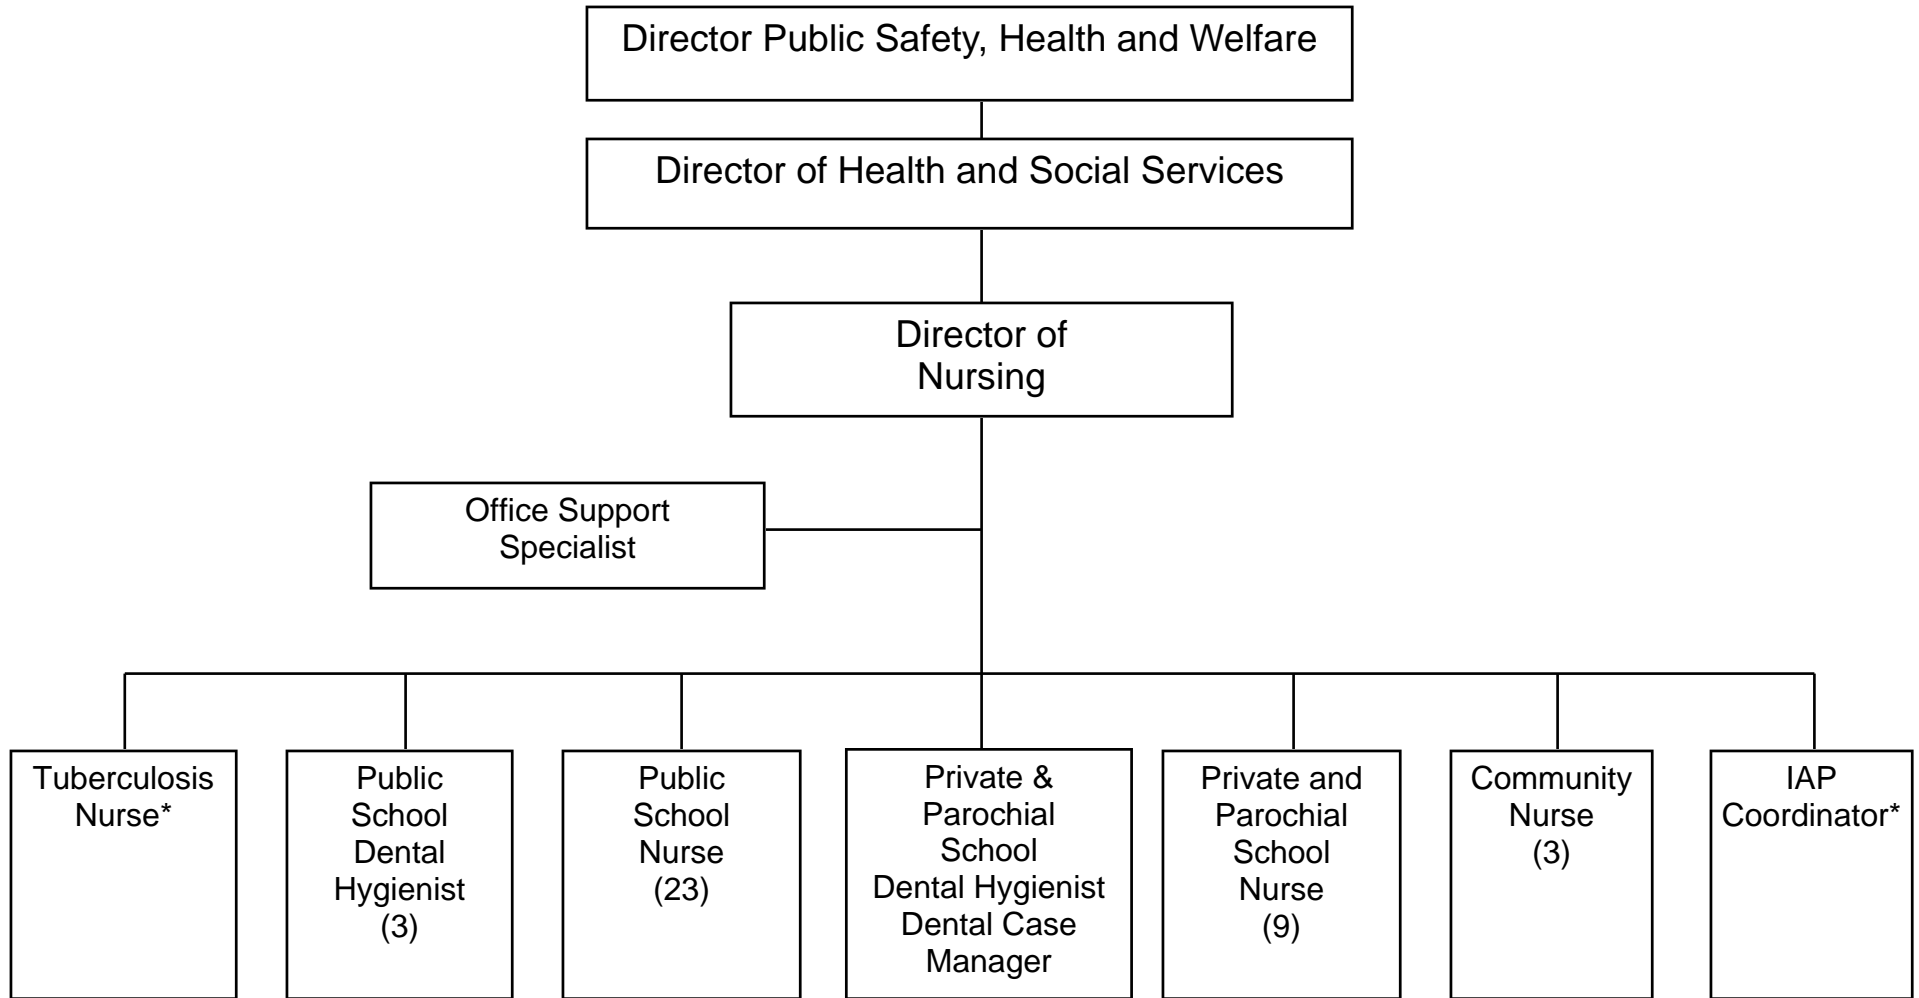 Director Public Safety, Health and Welfare
Director of Health and Social Services
Director of
Nursing
Office Support
Specialist
Tuberculosis
Nurse*
Public
School
Dental
Hygienist
(3)
Public
School
Nurse
(23)
Private &
Parochial
School
Dental Hygienist
Dental Case
Manager
Private and
Parochial
School
Nurse
(9)
Community
Nurse
(3)
IAP
Coordinator*